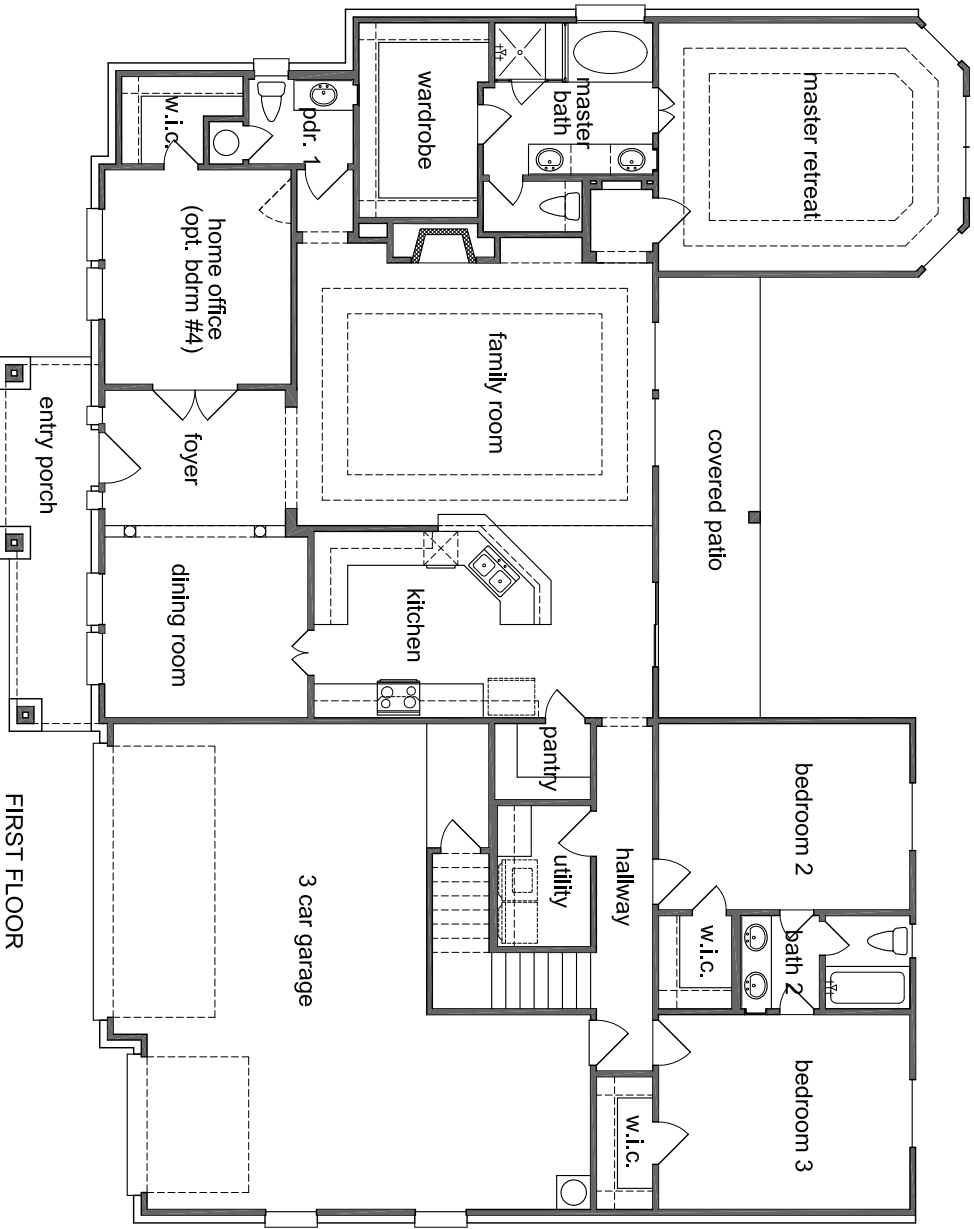 master retreat
covered patio
bedroom 2
bath 2
w.i.c.
bedroom 3
master
bath
wardrobe
family room
kitchen
pantry
hallway
utility
w.i.c.
pdr. 1
w.i.c.
home office
(opt. bdrm #4)
foyer
dining room
3 car garage
entry porch
FIRST FLOOR